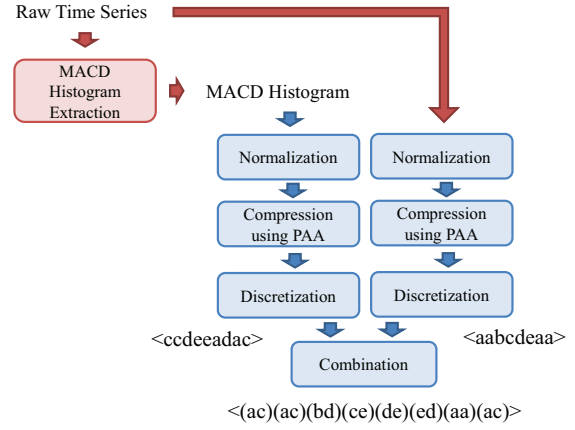 Raw Time Series
MACD
Histogram
Extraction
MACD Histogram
Normalization
Normalization
Compression
using PAA
Compression
using PAA
Discretization
Discretization
<ccdeeadac>
<aabcdeaa>
Combination
<(ac)(ac)(bd)(ce)(de)(ed)(aa)(ac)>